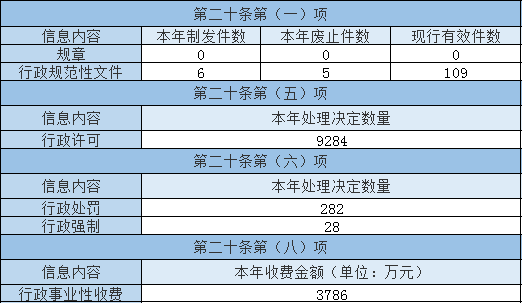 第二十条第（一）项
信息内容 本年制发件数 本年废止件数 现行有效件数
规章 0 0 0
行政规范性文件 6 5 109
第二十条第（五）项
信息内容 本年处理决定数量
行政许可 9284
第二十条第（六）项
信息内容 本年处理决定数量
行政处罚 282
行政强制 28
第二十条第（八）项
信息内容 本年收费金额（单位：万元）
行政事业性收费 3786